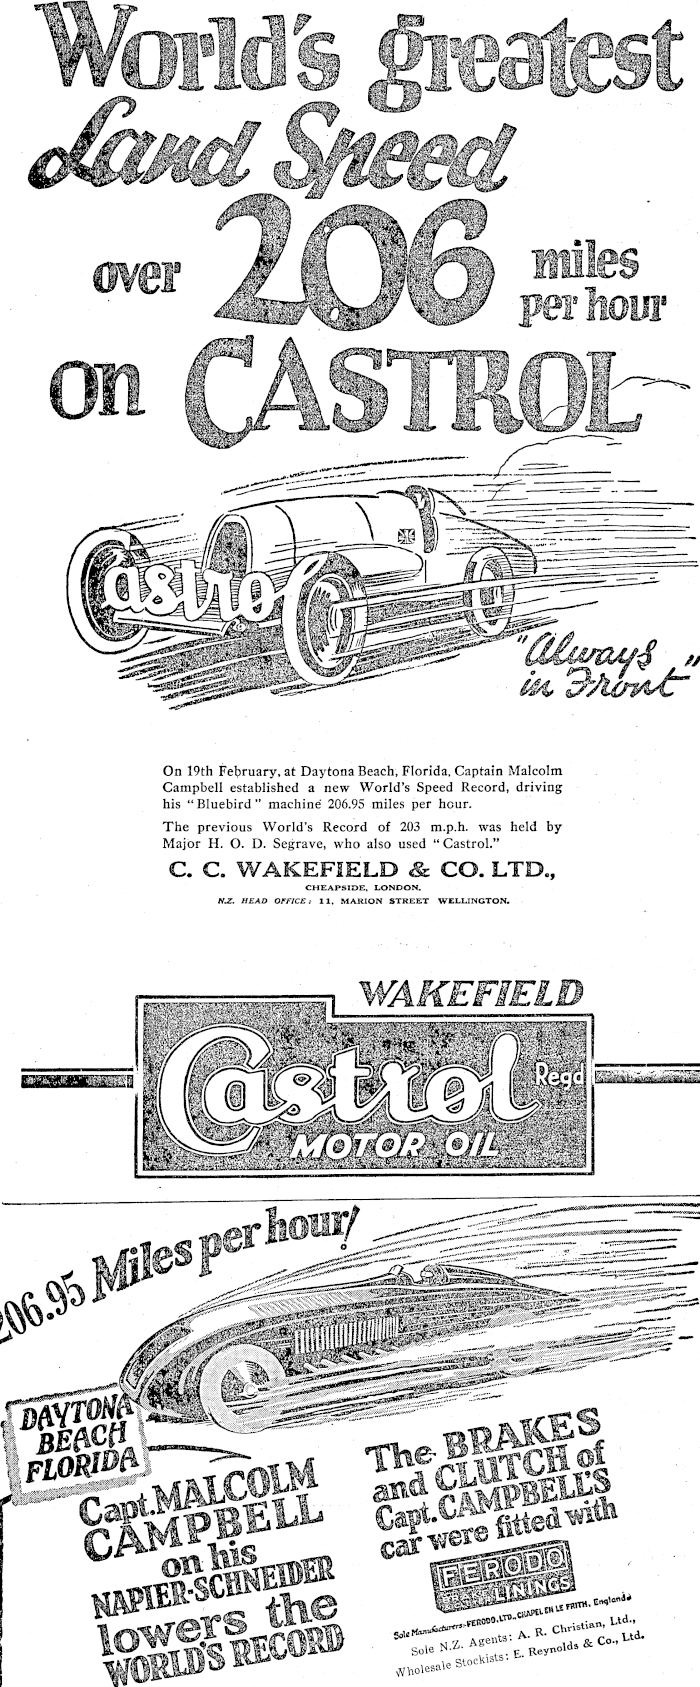 World's greatest
Land Speed
over 206 miles
per hour
on CASTROL
Castrol
"Always
in Front"
On 19th February, at Daytona Beach, Florida, Captain Malcolm
Campbell established a new World's Speed Record, driving
his "Bluebird" machine 206.95 miles per hour.
The previous World's Record of 203 m.p.h. was held by
Major H. O. D. Segrave, who also used "Castrol."
C. C. WAKEFIELD & CO. LTD.,
CHEAPSIDE, LONDON.
N.Z. HEAD OFFICE: 11, MARION STREET WELLINGTON.
WAKEFIELD
Castrol Regd
MOTOR OIL
206.95 Miles per hour!
DAYTONA
BEACH
FLORIDA
Capt. MALCOLM
CAMPBELL
on his
NAPIER-SCHNEIDER
lowers the
WORLD'S RECORD
The BRAKES
and CLUTCH of
Capt. CAMPBELL'S
car were fitted with
FERODO
LININGS
Sole Manufacturers:-FERODO, LTD., CHAPEL EN LE FRITH, England
Sole N.Z. Agents: A. R. Christian, Ltd.,
Wholesale Stockists: E. Reynolds & Co., Ltd.